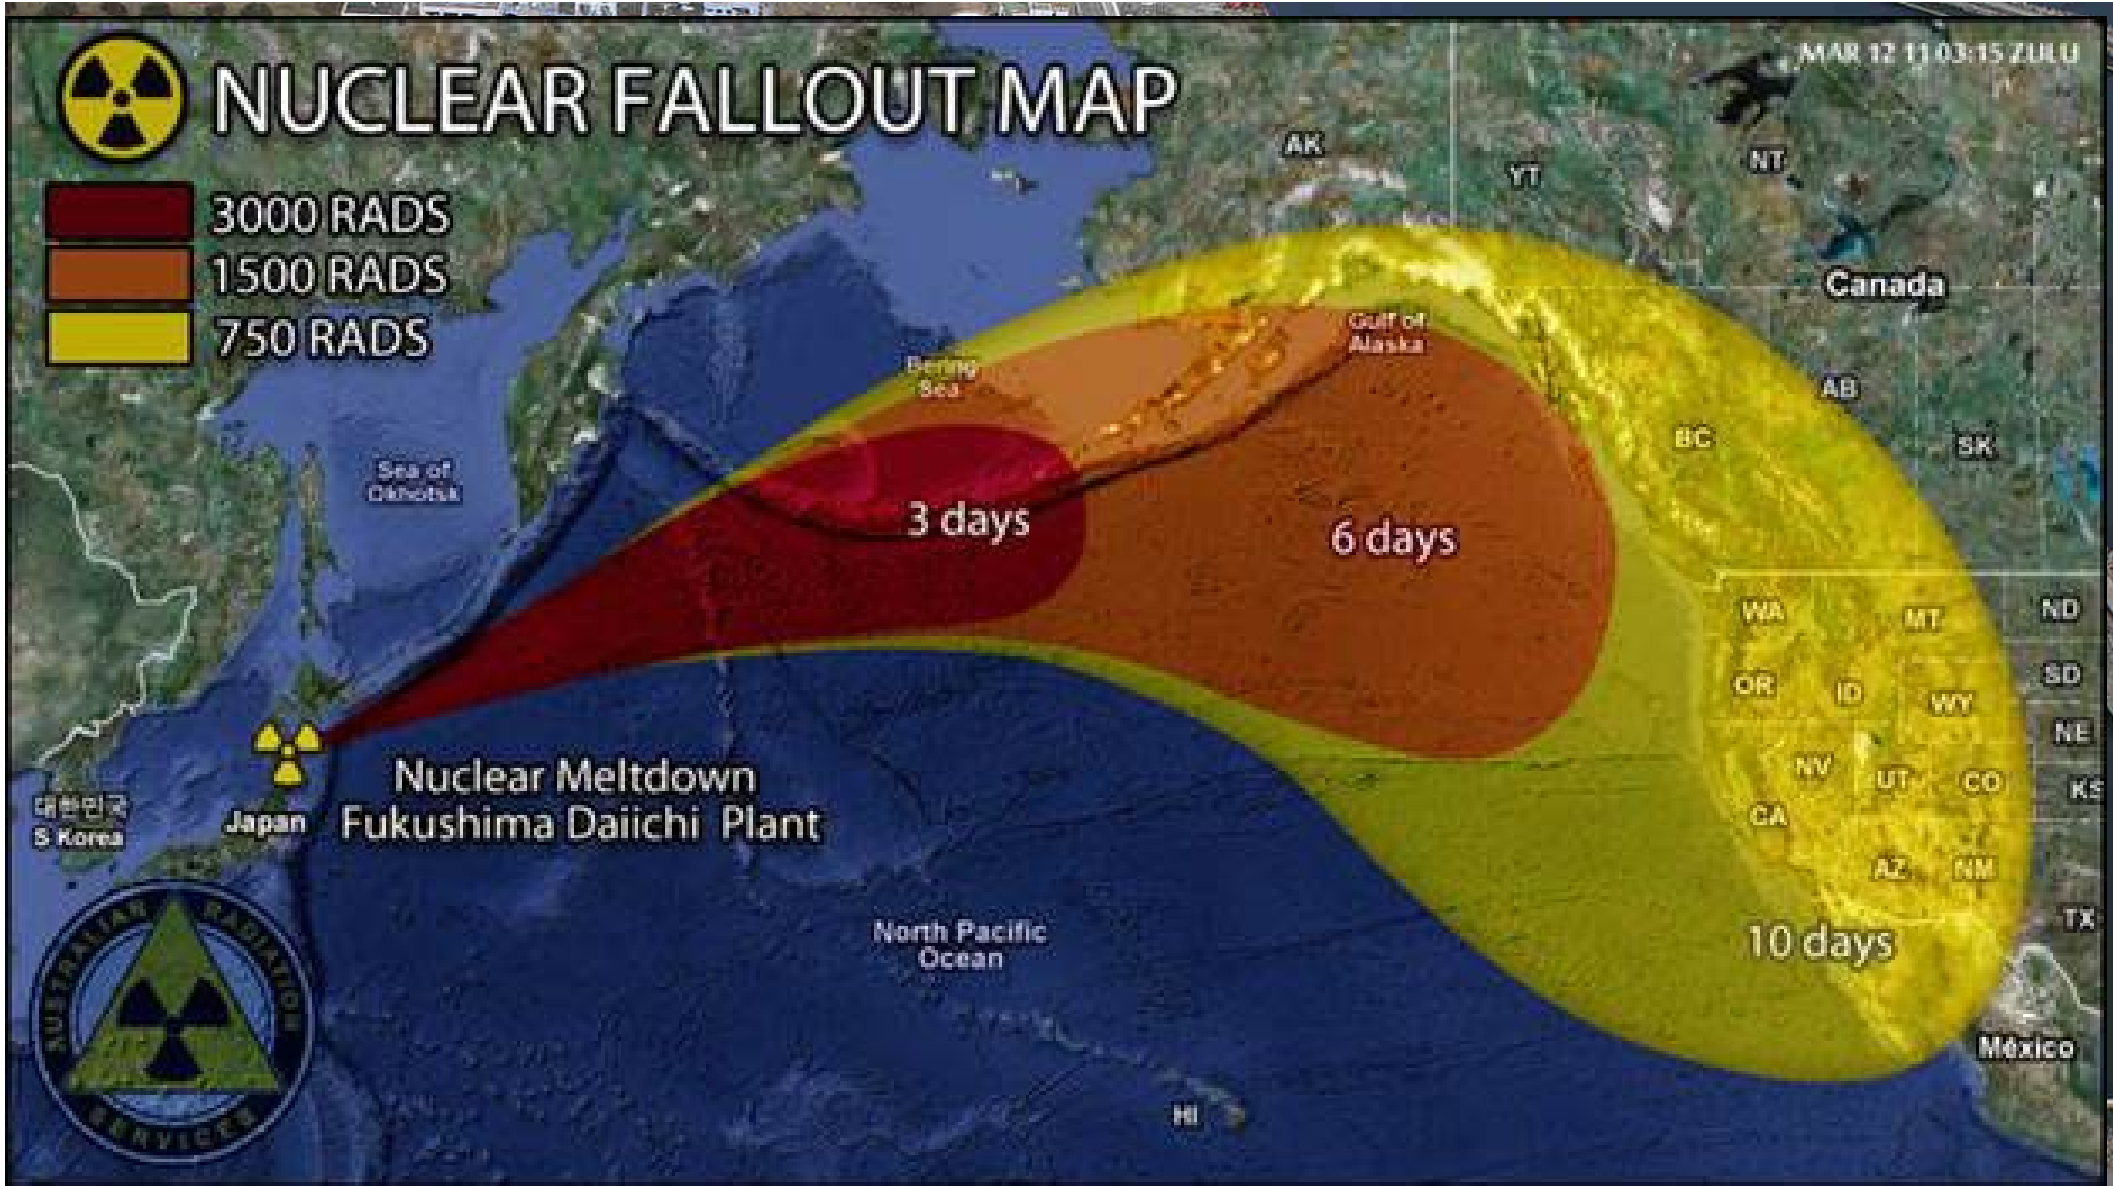 MAR 12 11 03:15 ZULU
NUCLEAR FALLOUT MAP
3000 RADS
1500 RADS
750 RADS
AK
YT
NT
Canada
Gulf of
Alaska
Bering
Sea
AB
BC
SK
Sea of
Okhotsk
3 days
6 days
WA
MT
ND
OR
ID
WY
SD
NE
NV
UT
CO
KS
CA
AZ
NM
TX
10 days
Nuclear Meltdown
Fukushima Daiichi Plant
대한민국
S Korea
Japan
North Pacific
Ocean
HI
México
AUSTRALIAN RADIATION
SERVICES